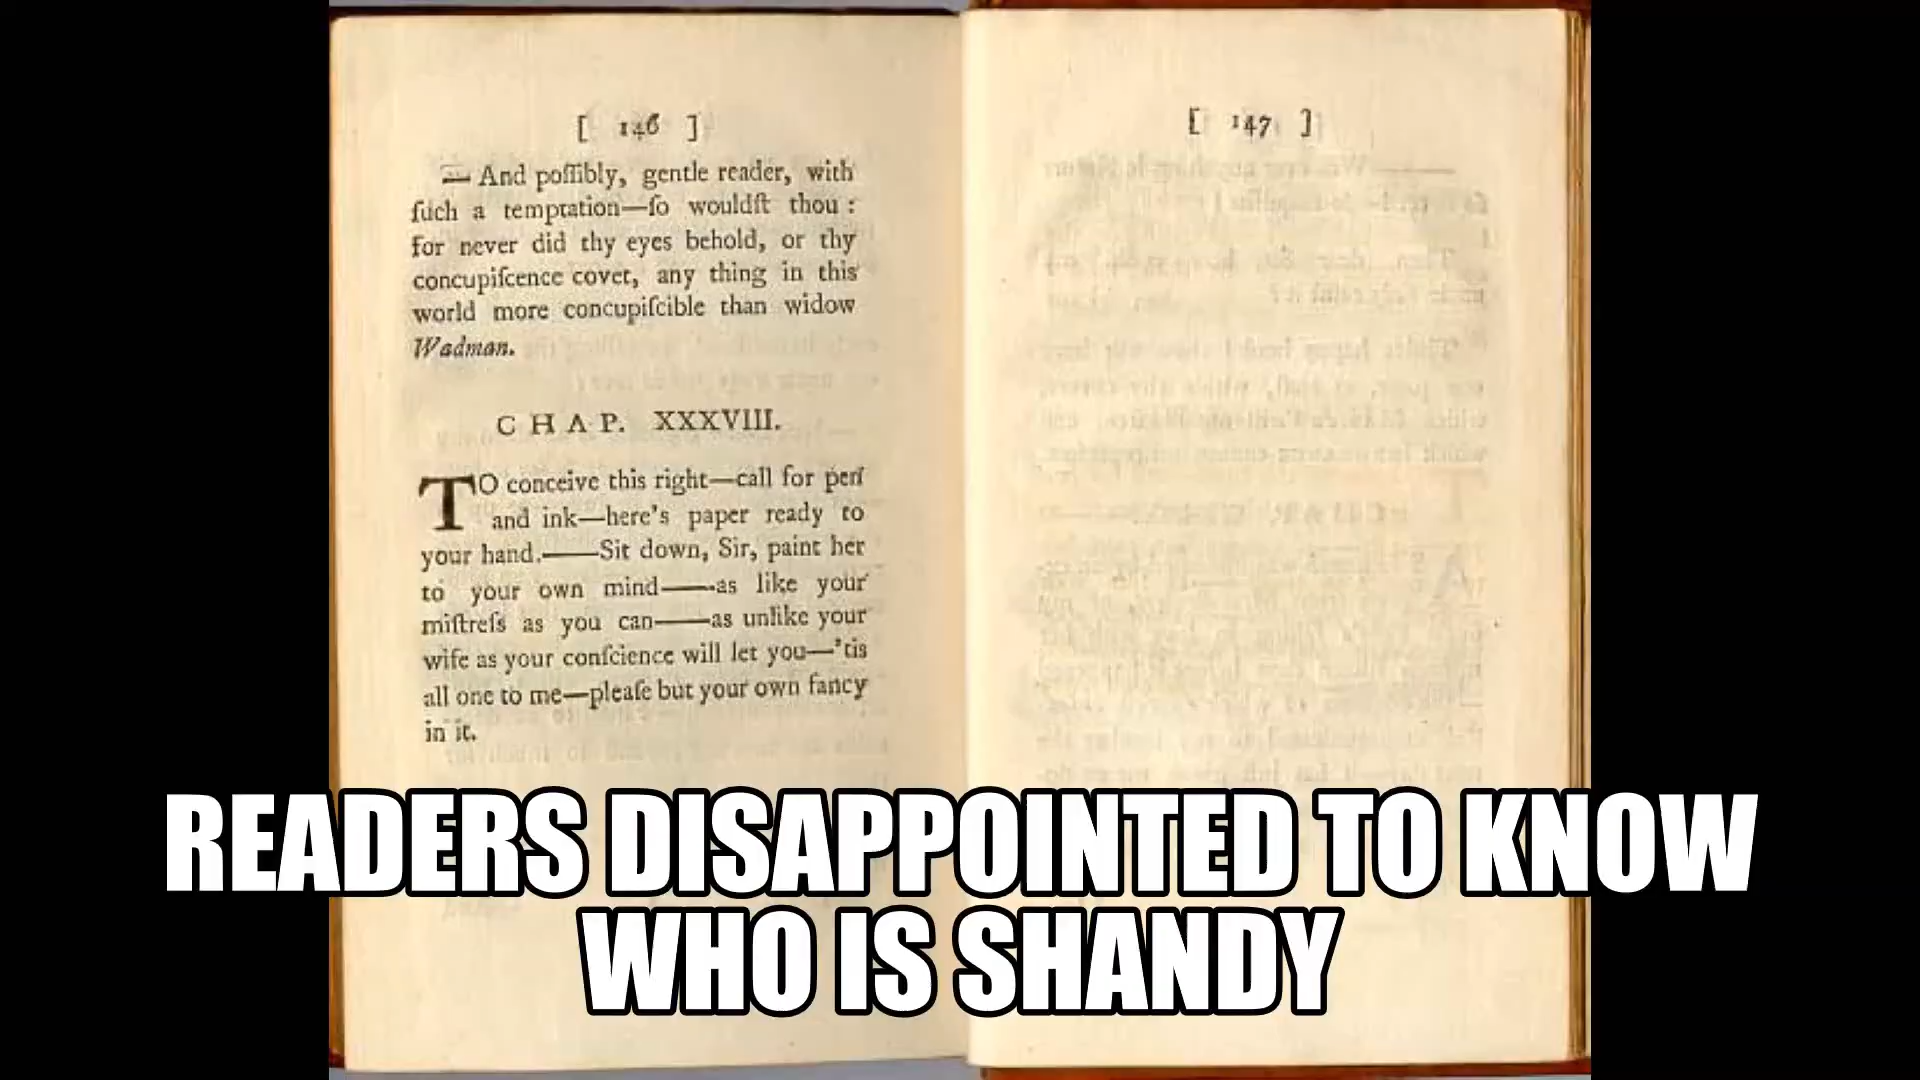 [ 146 ]
— And poſſibly, gentle reader, with
ſuch a temptation—ſo wouldſt thou :
for never did thy eyes behold, or thy
concupiſcence covet, any thing in this
world more concupiſcible than widow
Wadman.
CHAP. XXXVIII.
TO conceive this right—call for pen
and ink—here's paper ready to
your hand.——Sit down, Sir, paint her
to your own mind——as like your
miſtreſs as you can——as unlike your
wife as your conſcience will let you—'tis
all one to me—pleaſe but your own fancy
in it.
[ 147 ]
READERS DISAPPOINTED TO KNOW
WHO IS SHANDY